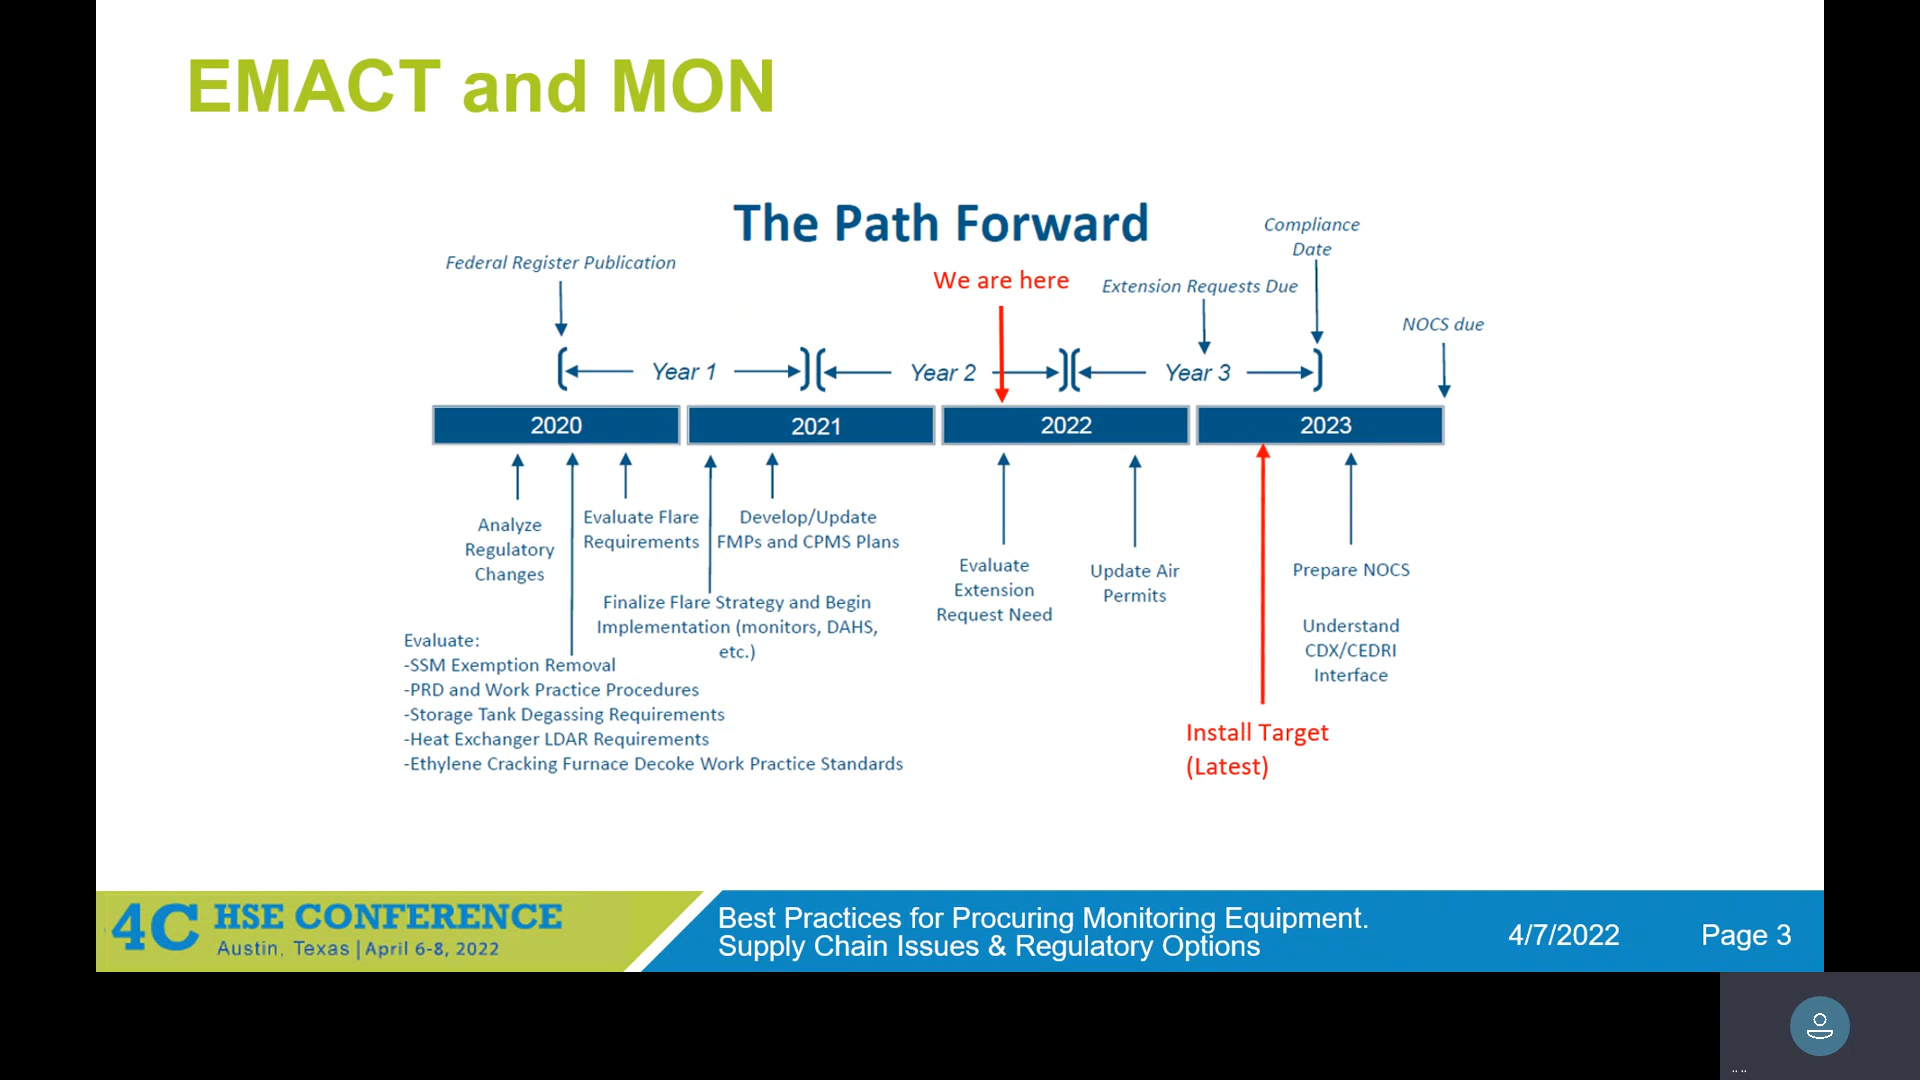 EMACT and MON
The Path Forward
Federal Register Publication
We are here
Extension Requests Due
Compliance
Date
NOCS due
Year 1
Year 2
Year 3
2020
2021
2022
2023
Analyze
Regulatory
Changes
Evaluate Flare
Requirements
Develop/Update
FMPs and CPMS Plans
Finalize Flare Strategy and Begin
Implementation (monitors, DAHS,
etc.)
Evaluate:
-SSM Exemption Removal
-PRD and Work Practice Procedures
-Storage Tank Degassing Requirements
-Heat Exchanger LDAR Requirements
-Ethylene Cracking Furnace Decoke Work Practice Standards
Evaluate
Extension
Request Need
Update Air
Permits
Install Target
(Latest)
Prepare NOCS
Understand
CDX/CEDRI
Interface
4C HSE CONFERENCE
Austin, Texas | April 6-8, 2022
Best Practices for Procuring Monitoring Equipment.
Supply Chain Issues & Regulatory Options
4/7/2022
Page 3